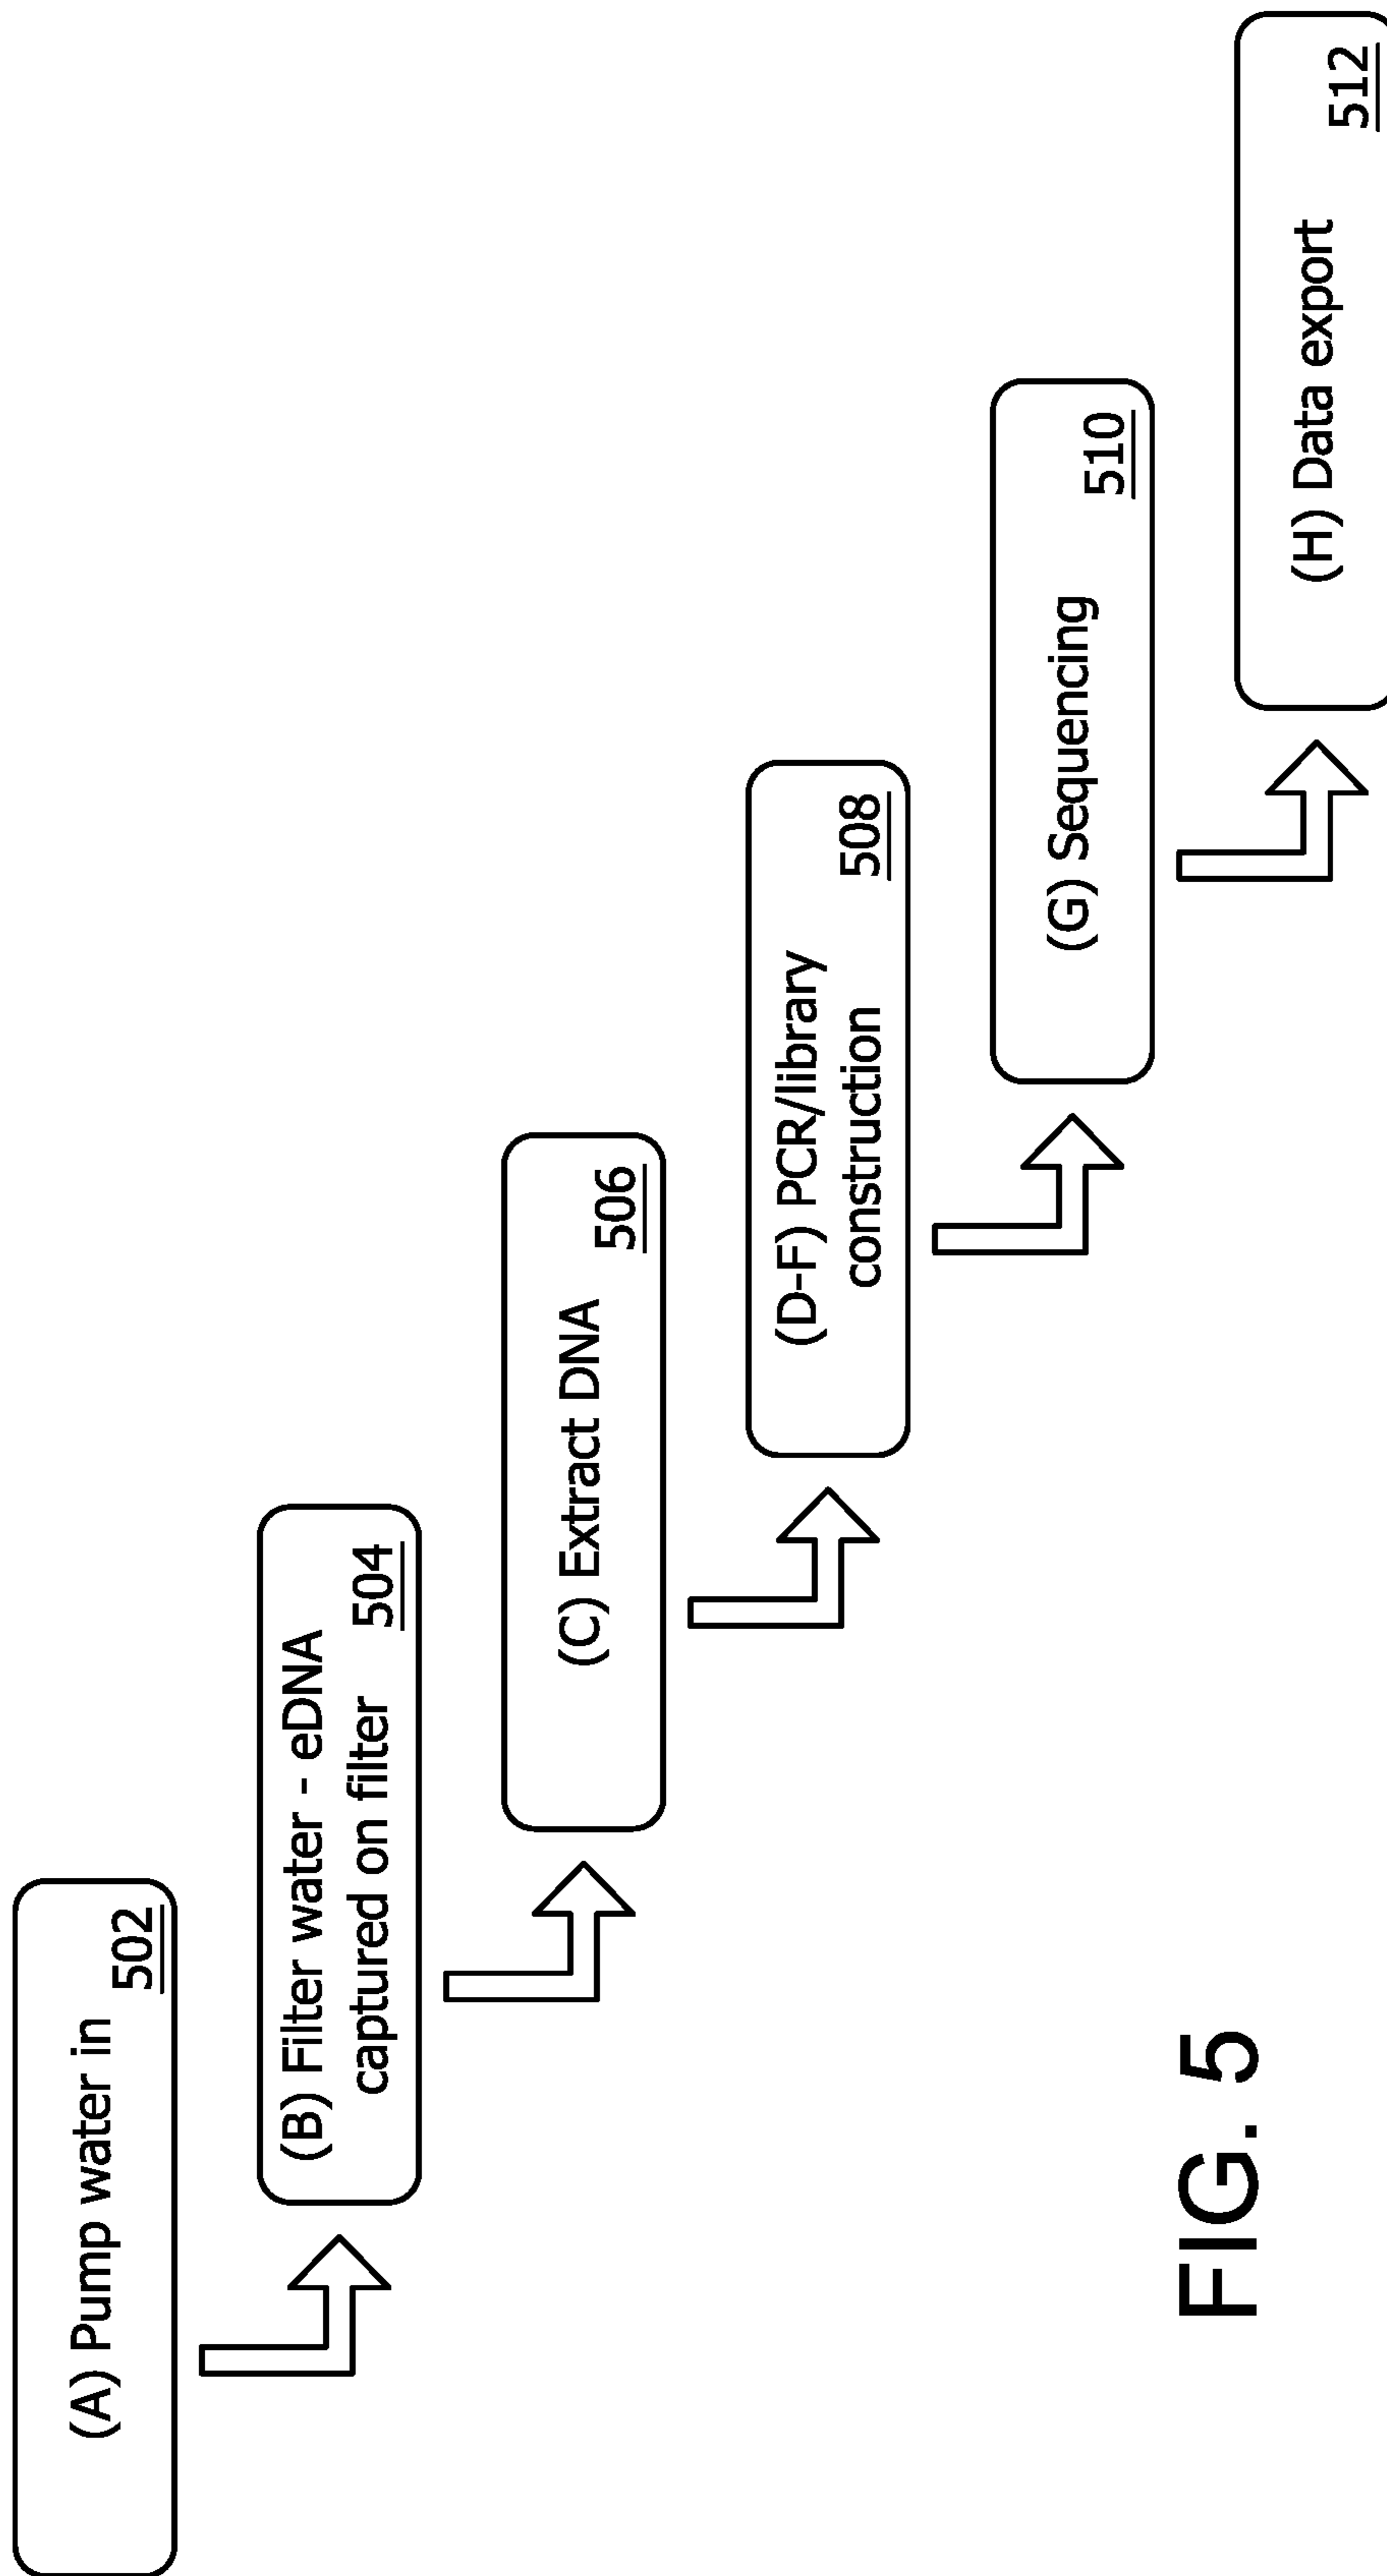 (A) Pump water in
502
(B) Filter water - eDNA
captured on filter
504
(C) Extract DNA
506
(D-F) PCR/library
construction
508
(G) Sequencing
510
(H) Data export
512
FIG. 5